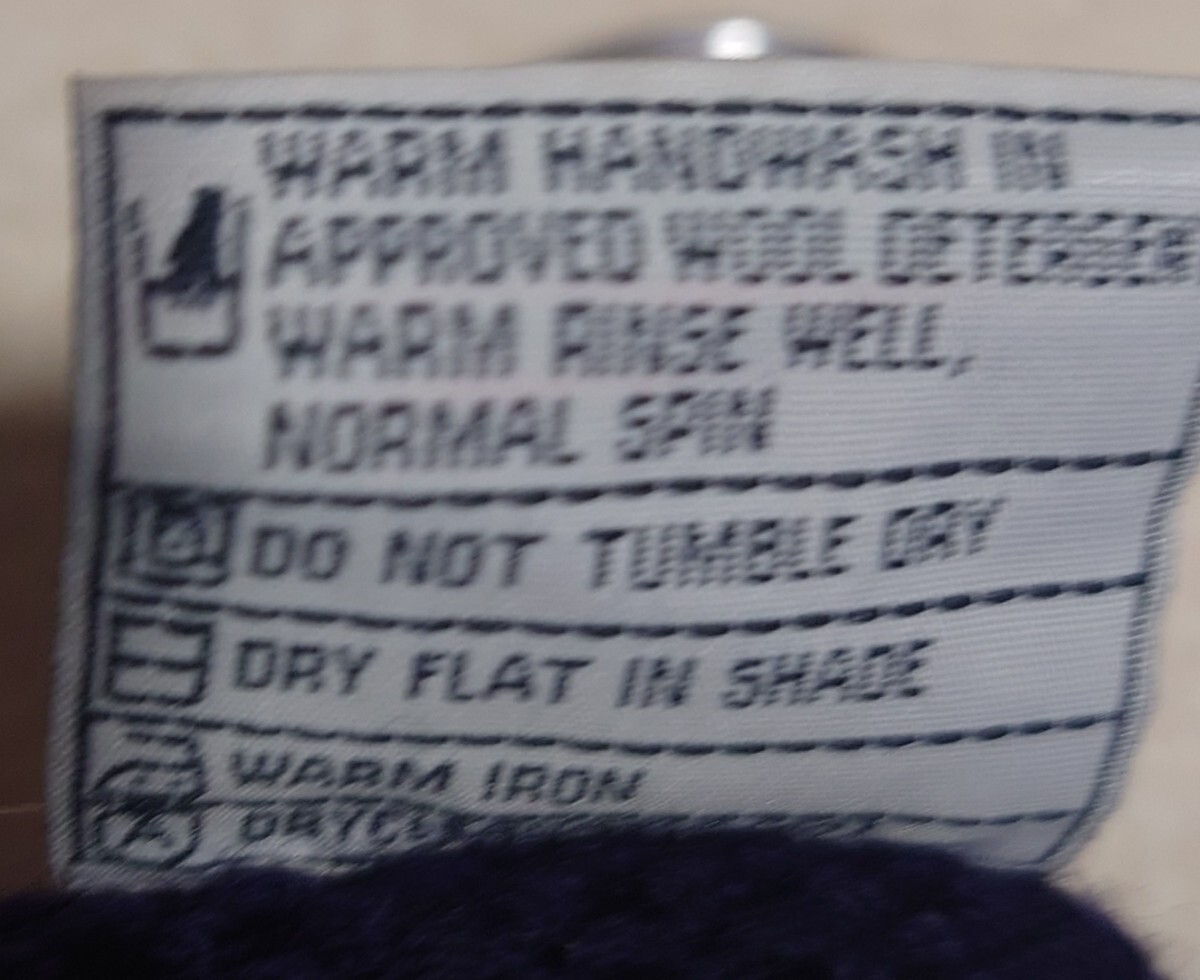 WARM HANDWASH IN
APPROVED WOOL DETERGEN
WARM RINSE WELL,
NORMAL SPIN
DO NOT TUMBLE DRY
DRY FLAT IN SHADE
WARM IRON